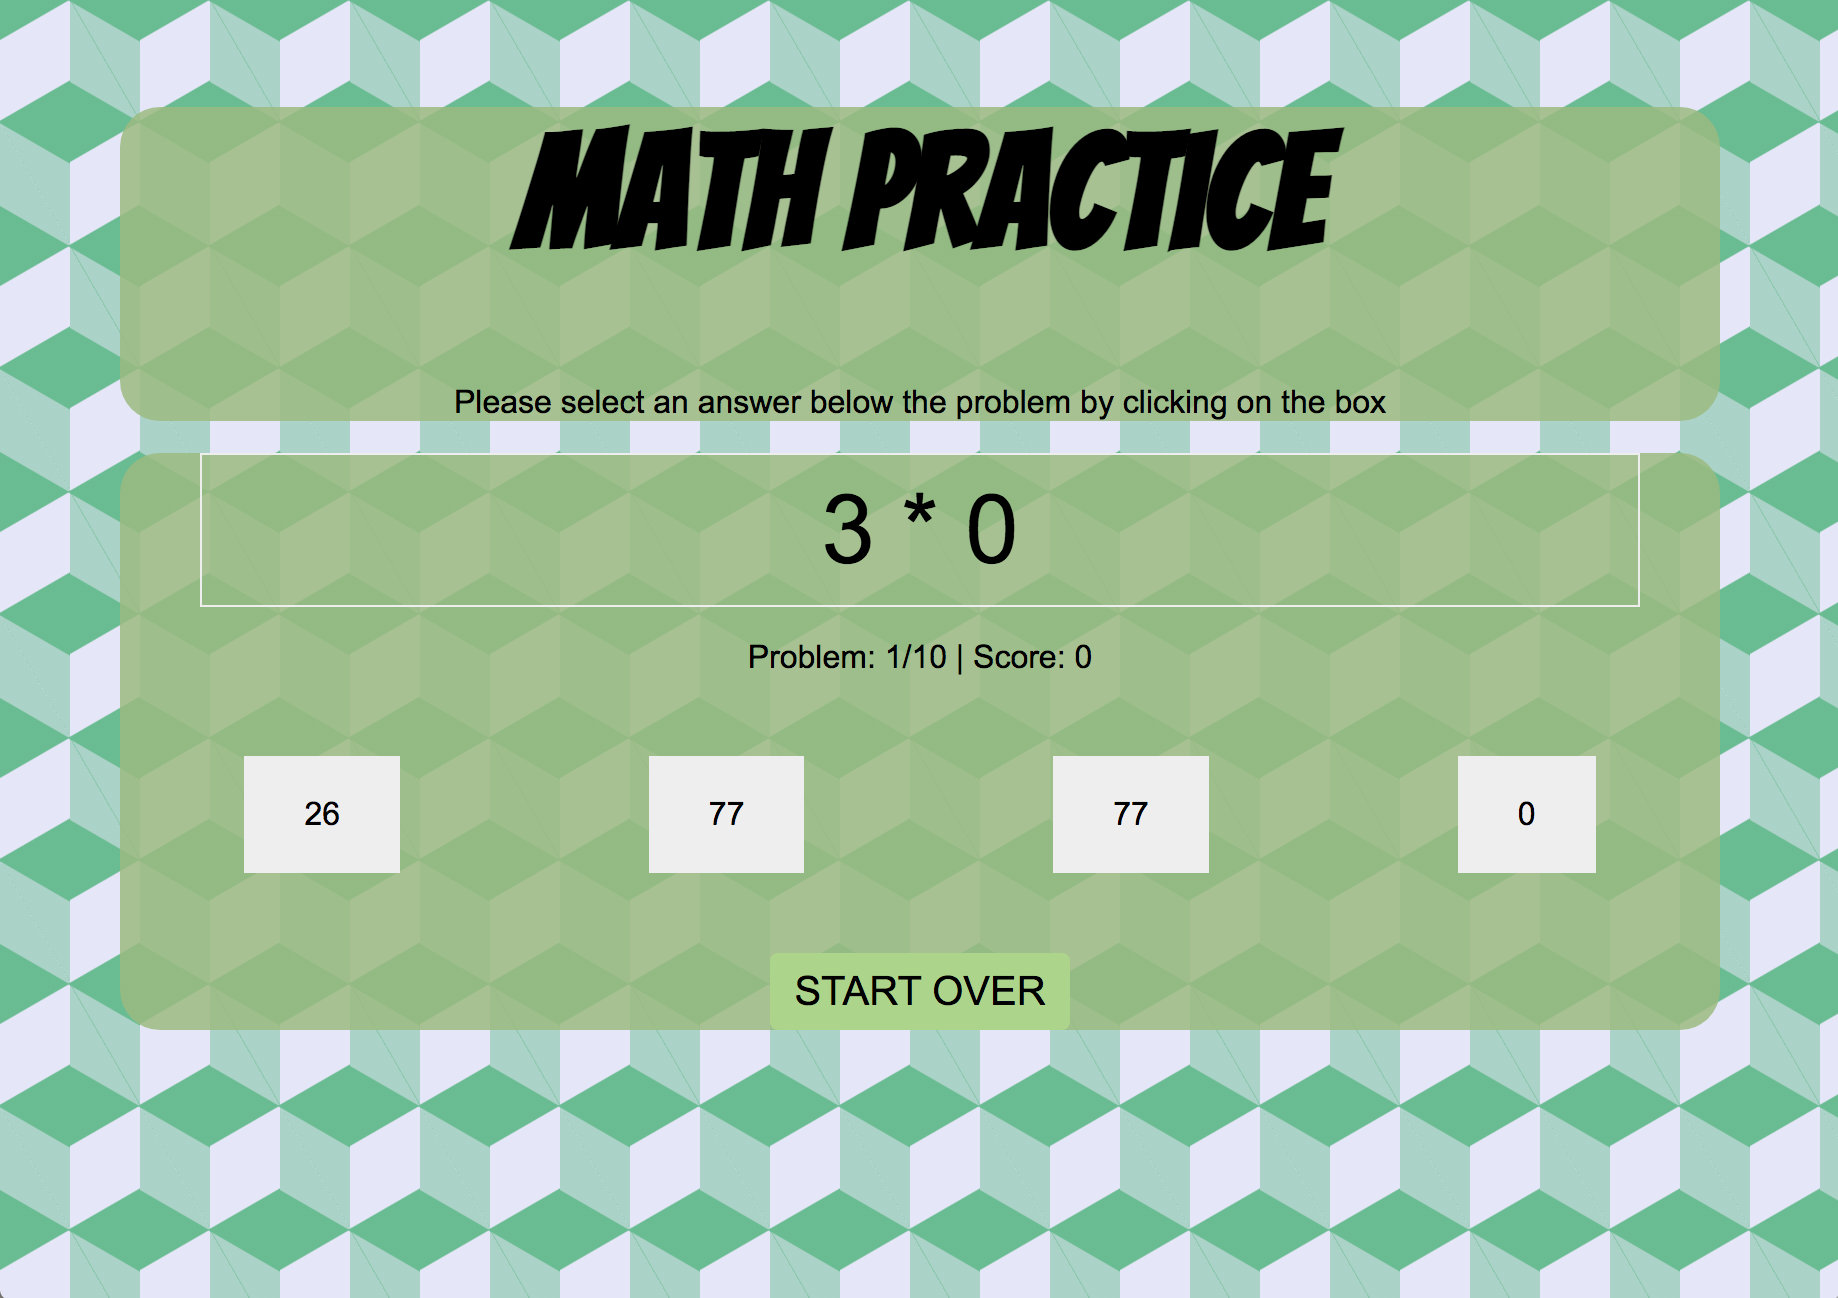 MATH PRACTICE
Please select an answer below the problem by clicking on the box
3 * 0
Problem: 1/10 | Score: 0
26 77 77 0
START OVER